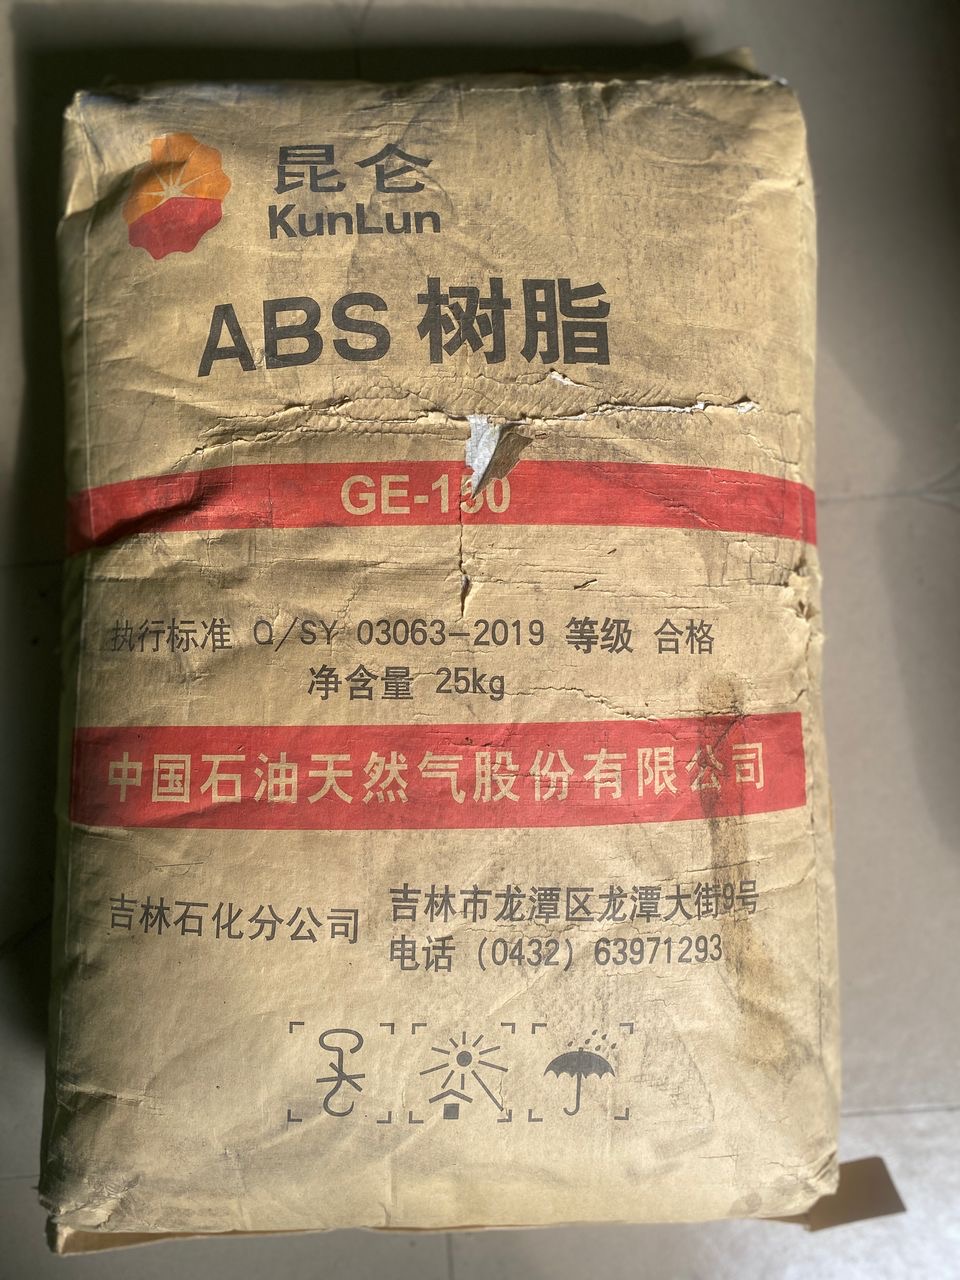 昆仑
KunLun
ABS 树脂
GE-150
执行标准 Q/SY 03063-2019 等级 合格
净含量 25kg
中国石油天然气股份有限公司
吉林石化分公司
吉林市龙潭区龙潭大街9号
电话 (0432) 63971293